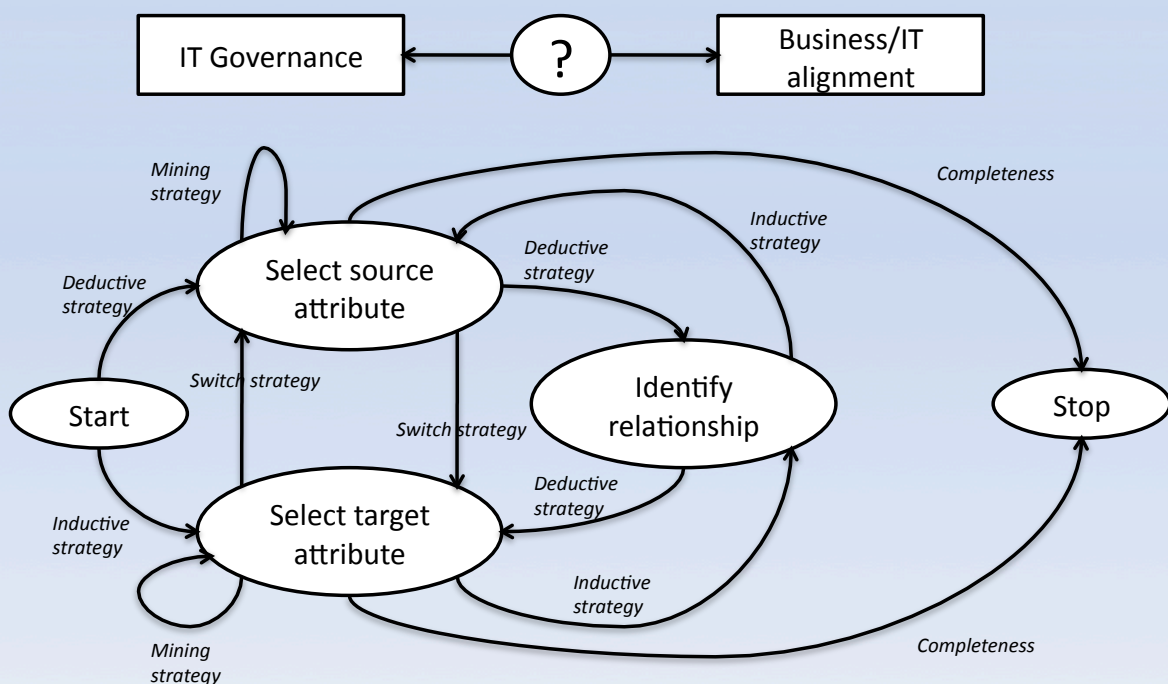 IT Governance
?
Business/IT
alignment
Mining
strategy
Completeness
Inductive
strategy
Deductive
strategy
Select source
attribute
Deductive
strategy
Switch strategy
Identify
relationship
Start
Stop
Switch strategy
Deductive
strategy
Select target
attribute
Inductive
strategy
Inductive
strategy
Completeness
Mining
strategy